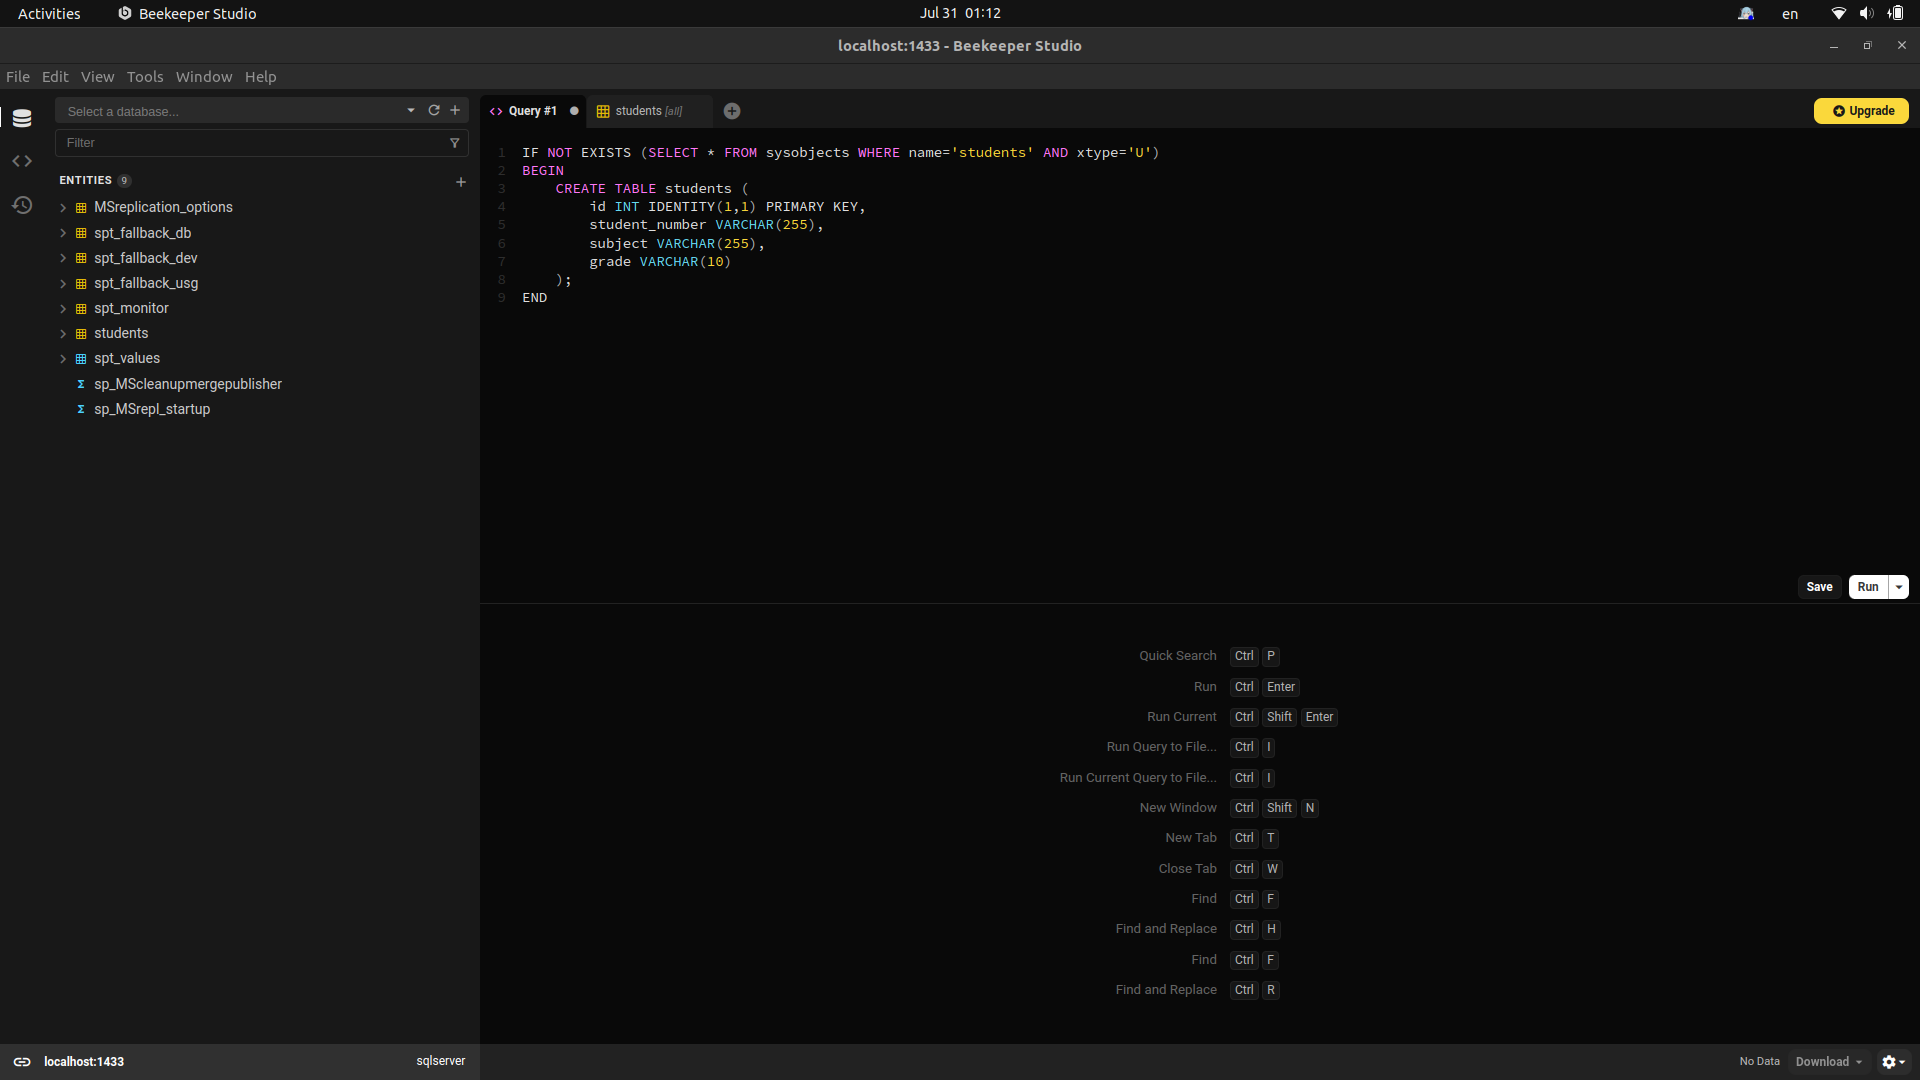 Activities
Beekeeper Studio
Jul 31 01:12
en
localhost:1433 - Beekeeper Studio
File Edit View Tools Window Help
Select a database...
Filter
ENTITIES 9
MSreplication_options
spt_fallback_db
spt_fallback_dev
spt_fallback_usg
spt_monitor
students
spt_values
sp_MScleanupmergepublisher
sp_MSrepl_startup
Query #1
students [all]
Upgrade
1 IF NOT EXISTS (SELECT * FROM sysobjects WHERE name='students' AND xtype='U')
2 BEGIN
3 CREATE TABLE students (
4 id INT IDENTITY(1,1) PRIMARY KEY,
5 student_number VARCHAR(255),
6 subject VARCHAR(255),
7 grade VARCHAR(10)
8 );
9 END
Save
Run
Quick Search Ctrl P
Run Ctrl Enter
Run Current Ctrl Shift Enter
Run Query to File... Ctrl I
Run Current Query to File... Ctrl I
New Window Ctrl Shift N
New Tab Ctrl T
Close Tab Ctrl W
Find Ctrl F
Find and Replace Ctrl H
Find Ctrl F
Find and Replace Ctrl R
localhost:1433
sqlserver
No Data
Download